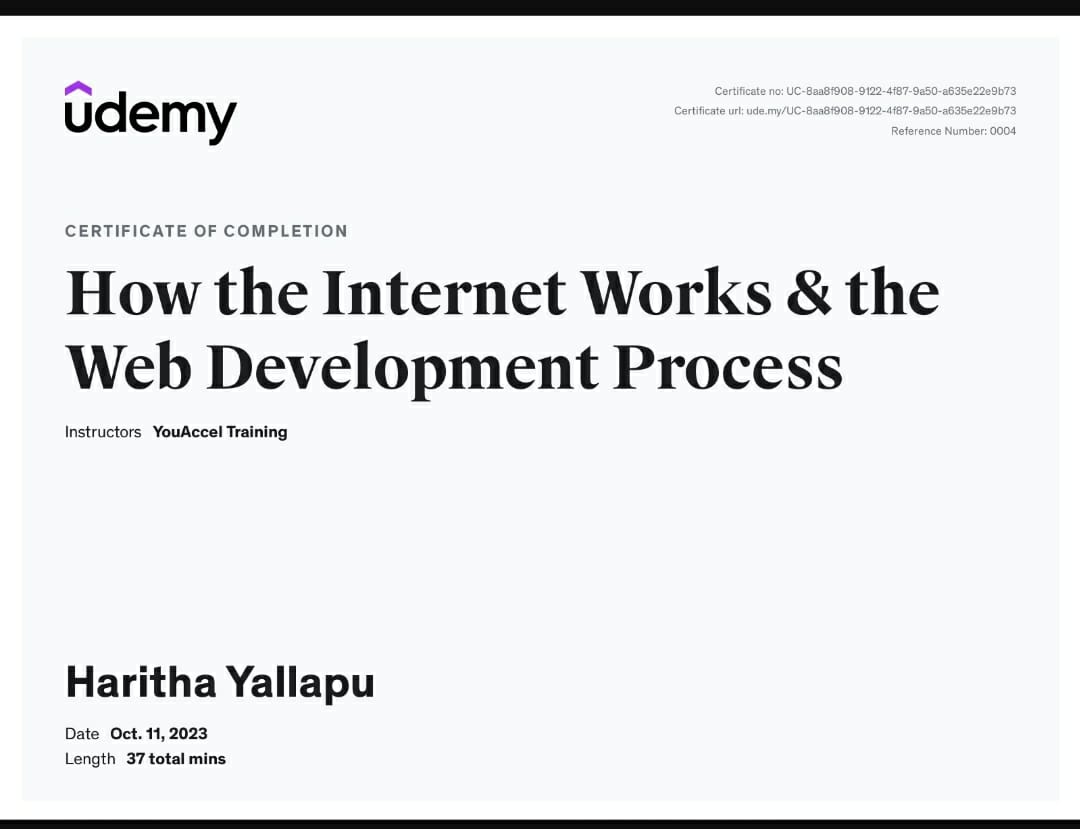 udemy
Certificate no: UC-8aa8f908-9122-4f87-9a50-a635e22e9b73
Certificate url: ude.my/UC-8aa8f908-9122-4f87-9a50-a635e22e9b73
Reference Number: 0004
CERTIFICATE OF COMPLETION
How the Internet Works & the
Web Development Process
Instructors YouAccel Training
Haritha Yallapu
Date Oct. 11, 2023
Length 37 total mins